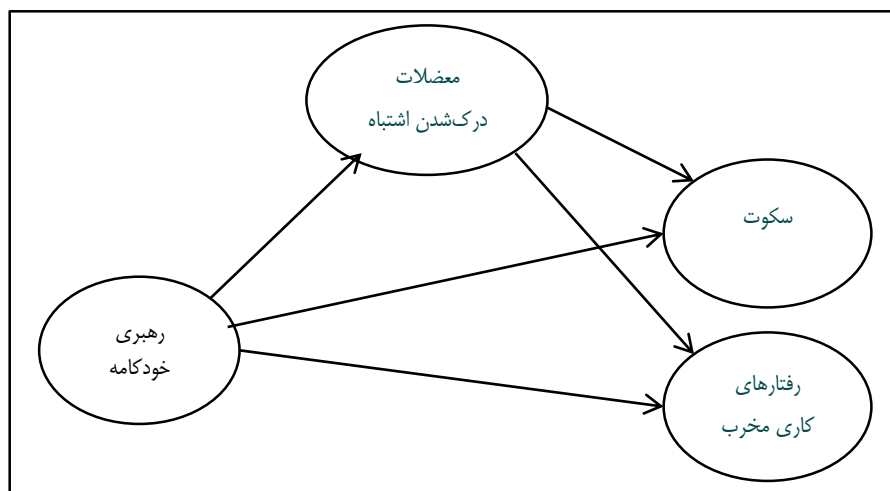 معضلات
درک‌شدن اشتباه
سکوت
رهبری
خودکامه
رفتارهای
کاری مخرب